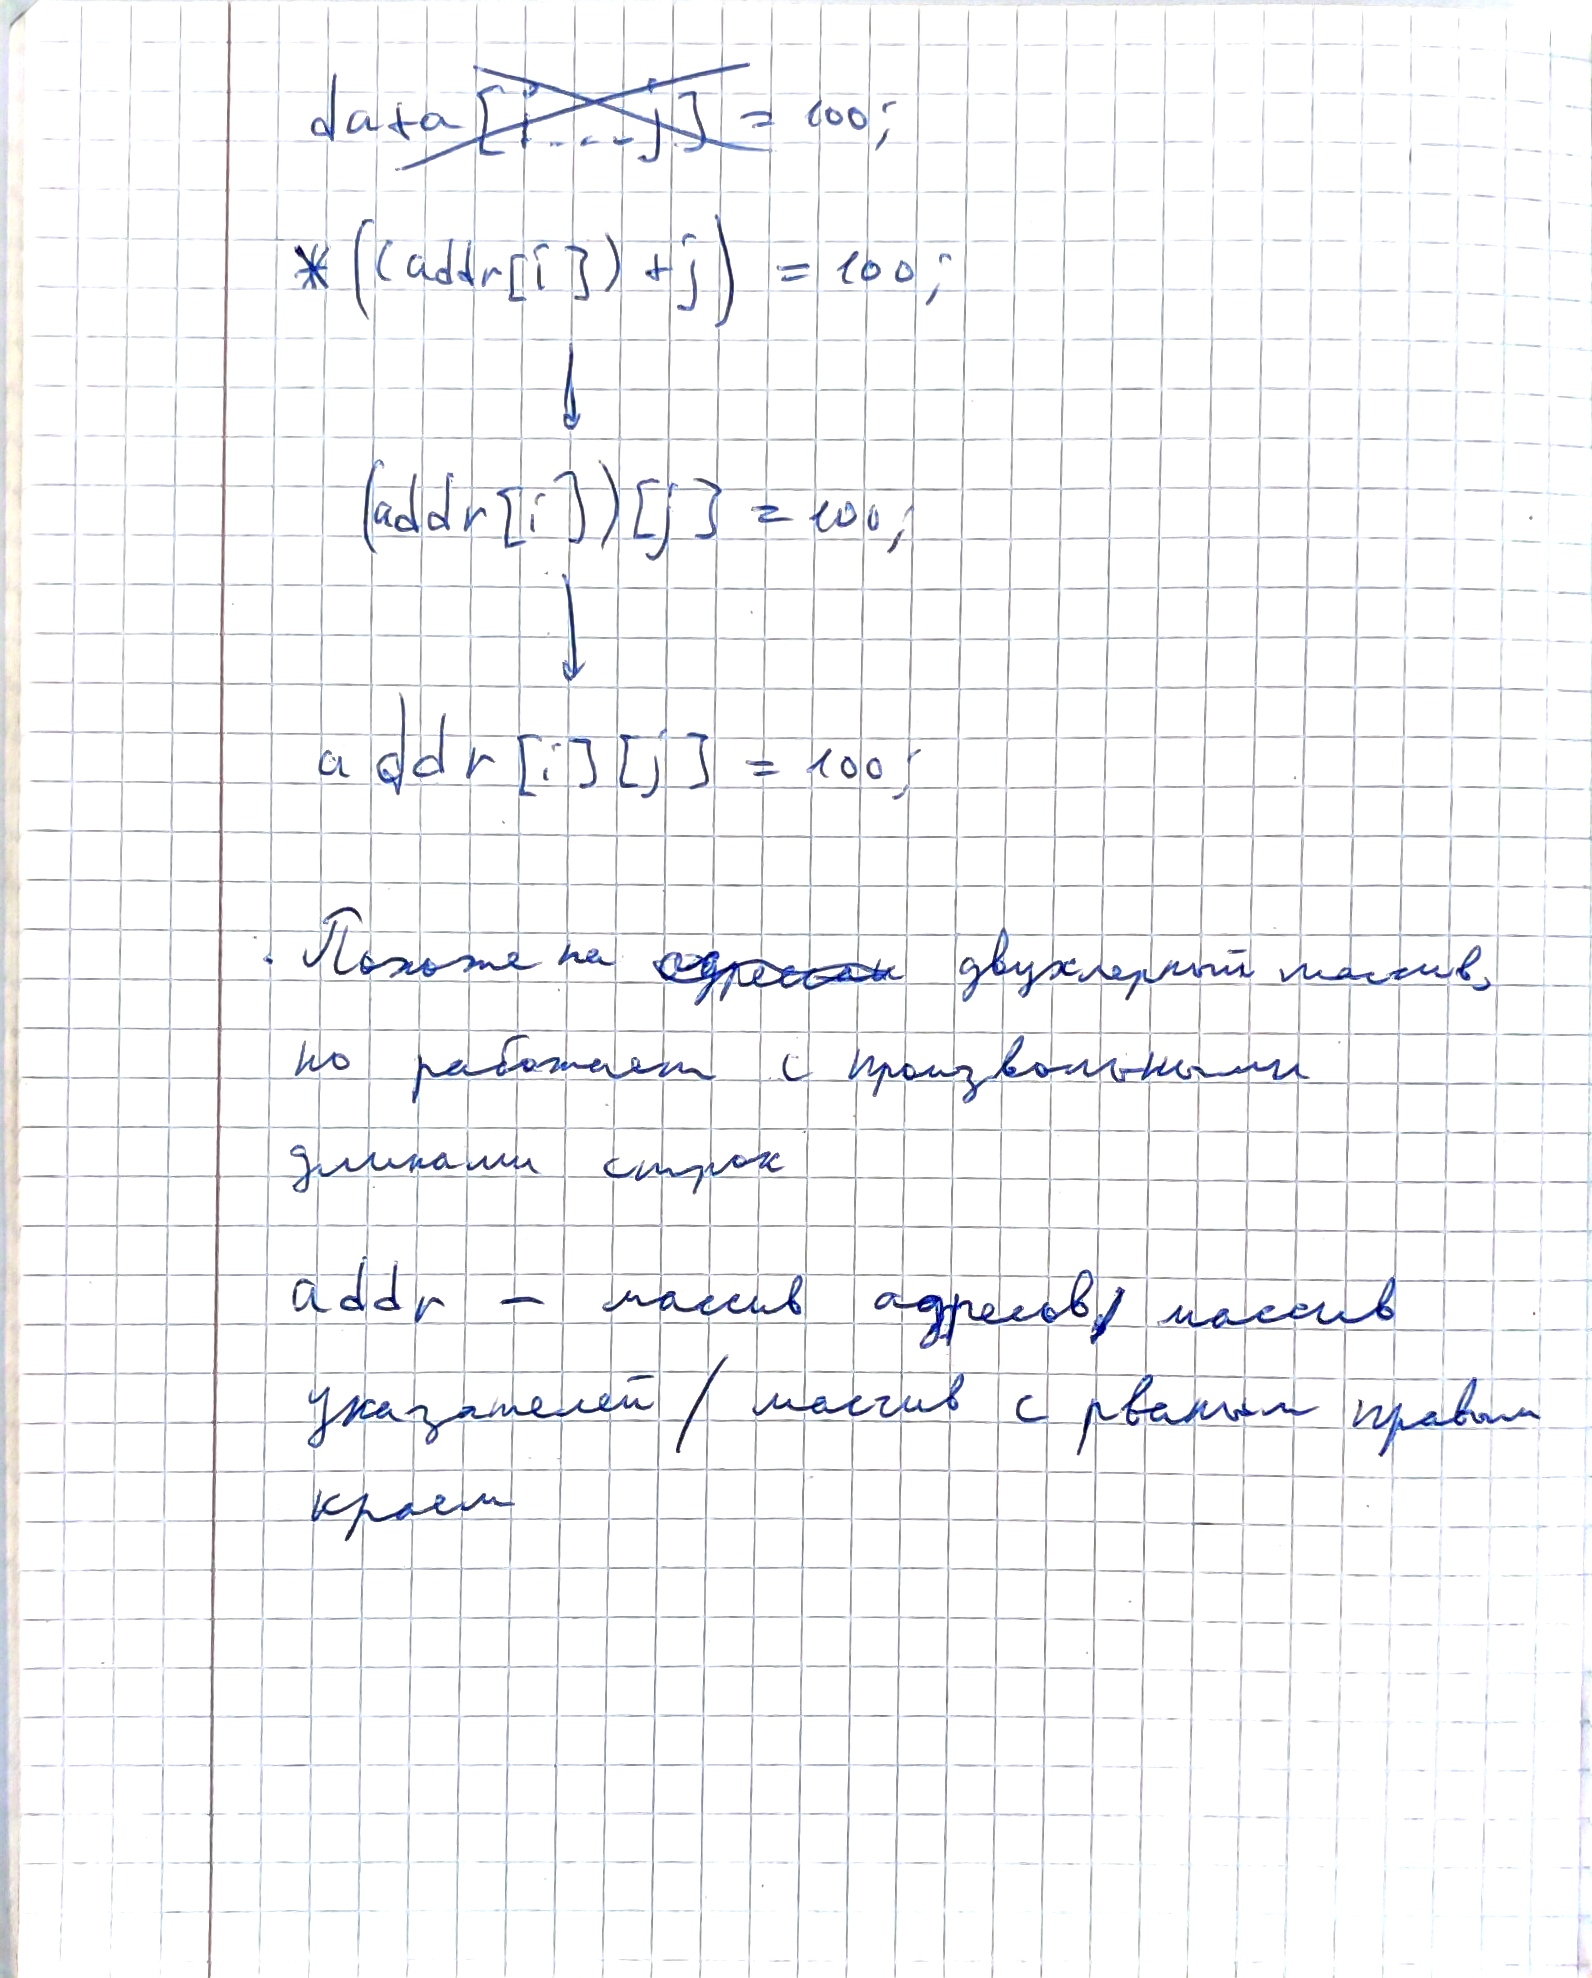 data[i...j] = 100;
*((addr[i])+j) = 100;
↓
(addr[i])[j] = 100;
↓
addr[i][j] = 100;
Похоже на адресан двухмерный массив,
но работает с произвольными
длинами строк
addr — массив адресов / массив
указателей / массив с рваным правым
краем